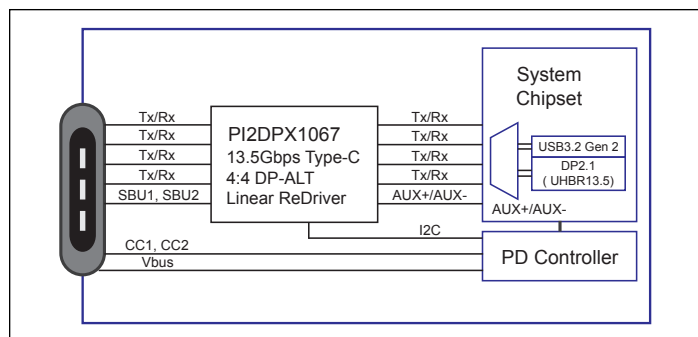 Tx/Rx
Tx/Rx
Tx/Rx
Tx/Rx
SBU1, SBU2
PI2DPX1067
13.5Gbps Type-C
4:4 DP-ALT
Linear ReDriver
Tx/Rx
Tx/Rx
Tx/Rx
Tx/Rx
AUX+/AUX-
System
Chipset
USB3.2 Gen 2
DP2.1
( UHBR13.5)
AUX+/AUX-
I2C
CC1, CC2
Vbus
PD Controller